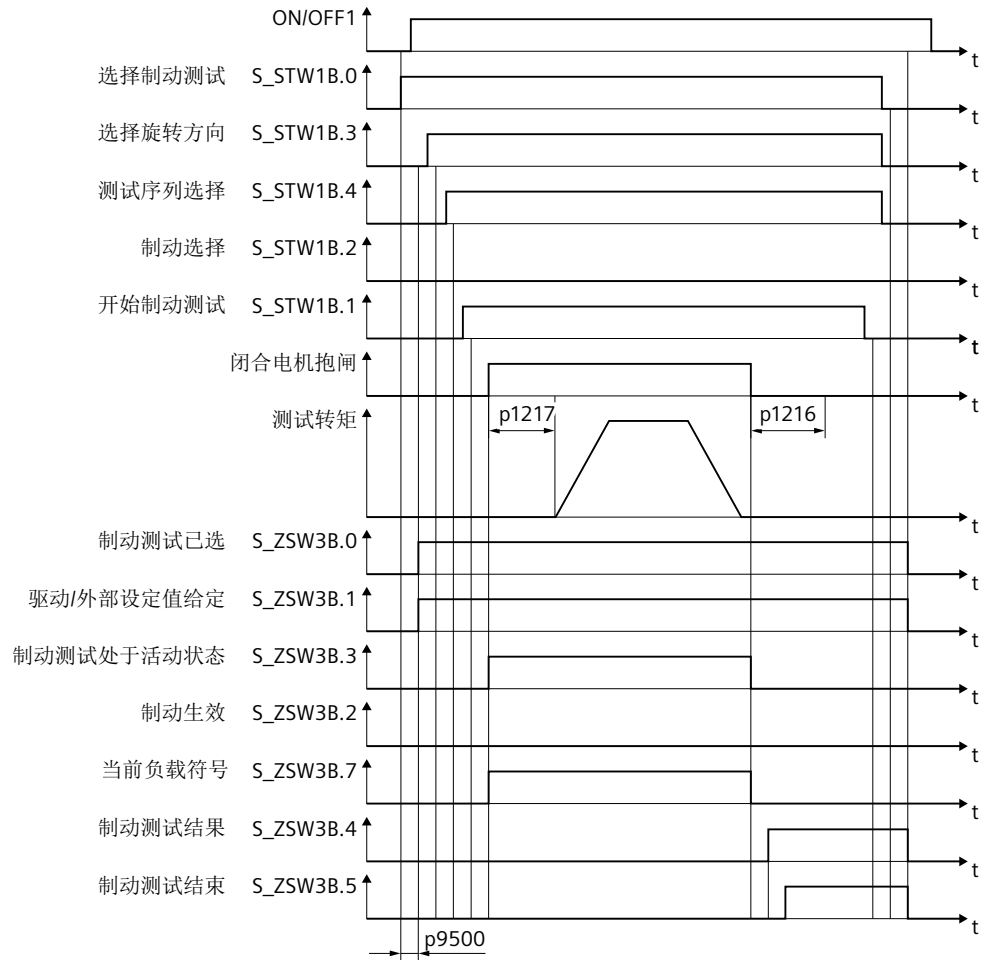 ON/OFF1
t
选择制动测试 S_STW1B.0
t
选择旋转方向 S_STW1B.3
t
测试序列选择 S_STW1B.4
t
制动选择 S_STW1B.2
t
开始制动测试 S_STW1B.1
t
闭合电机抱闸
t
测试转矩
p1217 p1216
t
制动测试已选 S_ZSW3B.0
t
驱动/外部设定值给定 S_ZSW3B.1
t
制动测试处于活动状态 S_ZSW3B.3
t
制动生效 S_ZSW3B.2
t
当前负载符号 S_ZSW3B.7
t
制动测试结果 S_ZSW3B.4
t
制动测试结束 S_ZSW3B.5
t
p9500